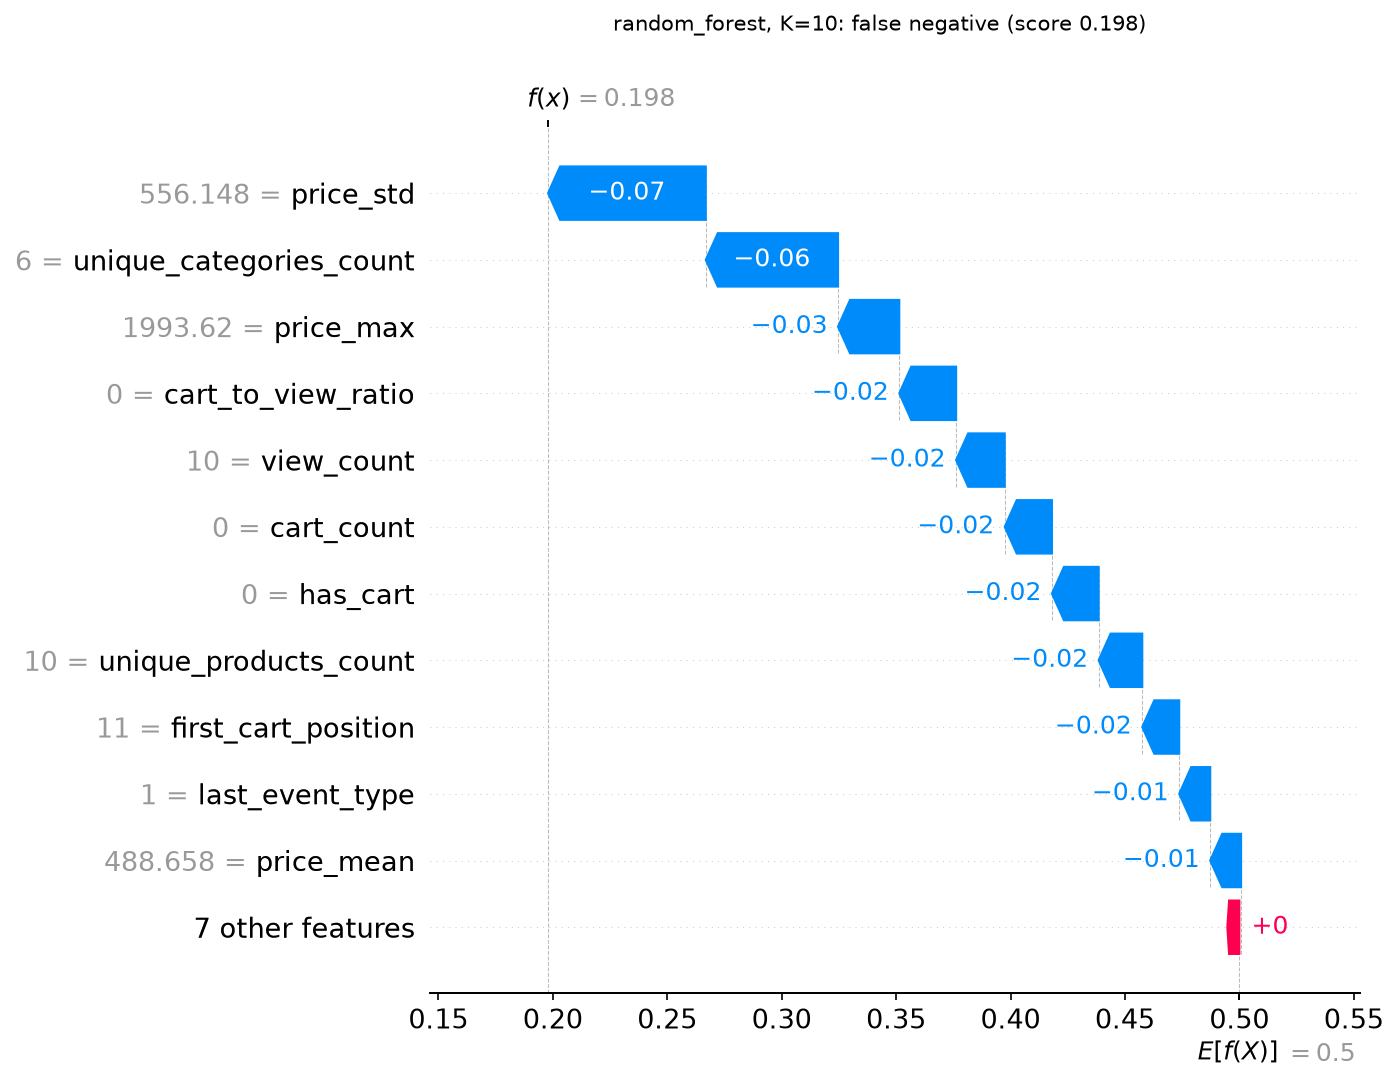 random_forest, K=10: false negative (score 0.198)
f(x) = 0.198
556.148 = price_std −0.07
6 = unique_categories_count −0.06
1993.62 = price_max −0.03
0 = cart_to_view_ratio −0.02
10 = view_count −0.02
0 = cart_count −0.02
0 = has_cart −0.02
10 = unique_products_count −0.02
11 = first_cart_position −0.02
1 = last_event_type −0.01
488.658 = price_mean −0.01
7 other features +0
0.15 0.20 0.25 0.30 0.35 0.40 0.45 0.50 0.55
E[f(X)] = 0.5